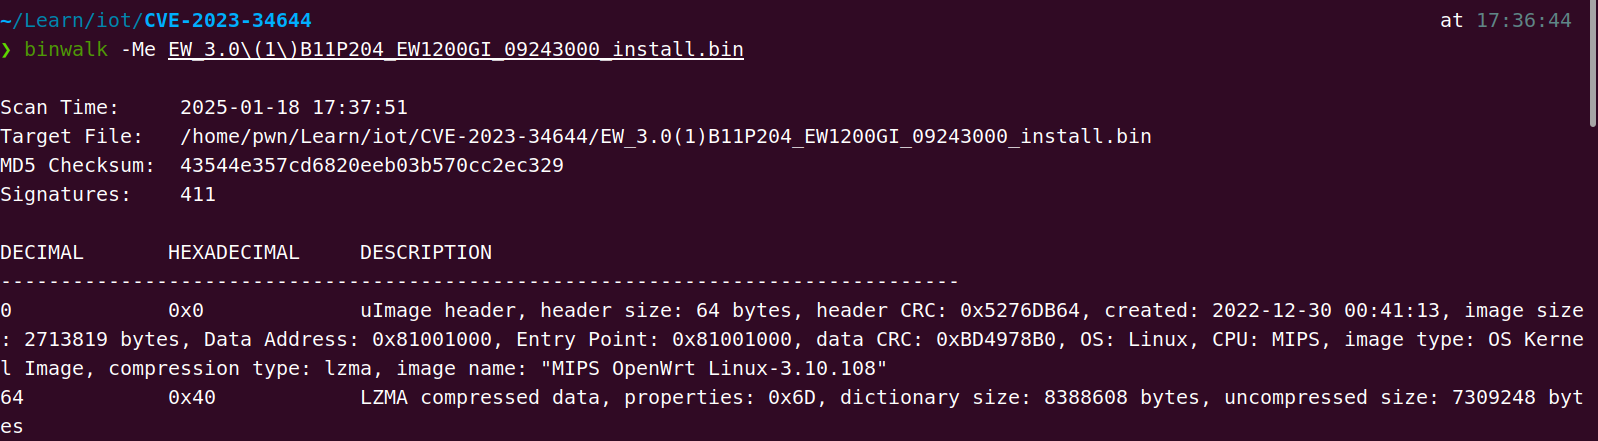 ~/Learn/iot/CVE-2023-34644 at 17:36:44
❯ binwalk -Me EW_3.0\(1\)B11P204_EW1200GI_09243000_install.bin
Scan Time: 2025-01-18 17:37:51
Target File: /home/pwn/Learn/iot/CVE-2023-34644/EW_3.0(1)B11P204_EW1200GI_09243000_install.bin
MD5 Checksum: 43544e357cd6820eeb03b570cc2ec329
Signatures: 411
DECIMAL HEXADECIMAL DESCRIPTION
--------------------------------------------------------------------------------
0 0x0 uImage header, header size: 64 bytes, header CRC: 0x5276DB64, created: 2022-12-30 00:41:13, image size
: 2713819 bytes, Data Address: 0x81001000, Entry Point: 0x81001000, data CRC: 0xBD4978B0, OS: Linux, CPU: MIPS, image type: OS Kerne
l Image, compression type: lzma, image name: "MIPS OpenWrt Linux-3.10.108"
64 0x40 LZMA compressed data, properties: 0x6D, dictionary size: 8388608 bytes, uncompressed size: 7309248 byt
es